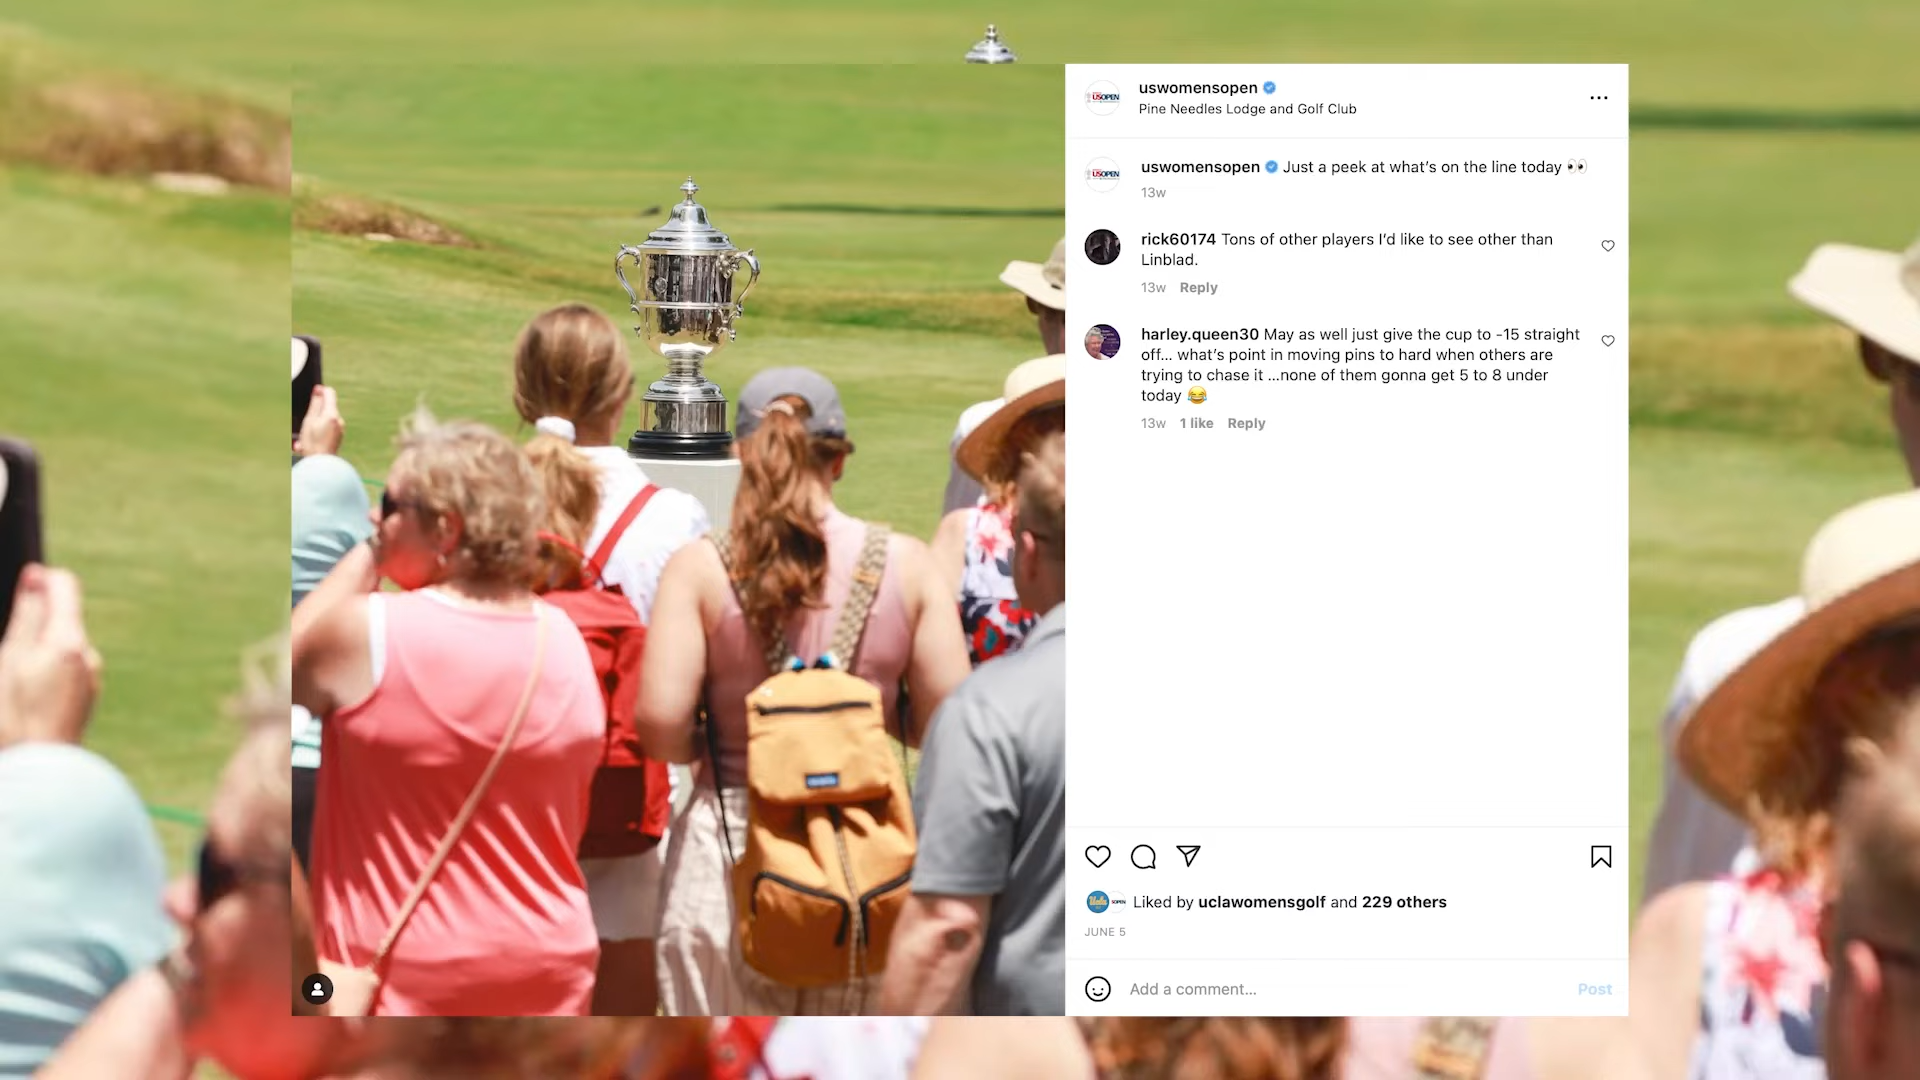 USOPEN
uswomensopen
Pine Needles Lodge and Golf Club
USOPEN
uswomensopen Just a peek at what’s on the line today 👀
13w
rick60174 Tons of other players I’d like to see other than
Linblad.
13w Reply
harley.queen30 May as well just give the cup to -15 straight
off... what’s point in moving pins to hard when others are
trying to chase it ...none of them gonna get 5 to 8 under
today 😂
13w 1 like Reply
Ucla
Liked by uclawomensgolf and 229 others
JUNE 5
Add a comment...
Post